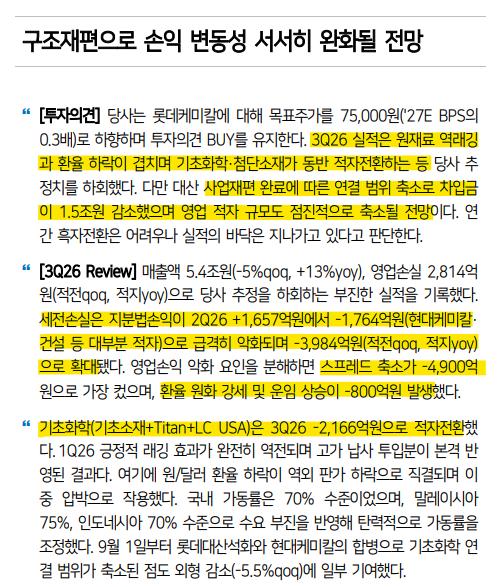 구조재편으로 손익 변동성 서서히 완화될 전망
“ [투자의견] 당사는 롯데케미칼에 대해 목표주가를 75,000원('27E BPS의
0.3배)로 하향하며 투자의견 BUY를 유지한다. 3Q26 실적은 원재료 역래깅
과 환율 하락이 겹치며 기초화학·첨단소재가 동반 적자전환하는 등 당사 추
정치를 하회했다. 다만 대산 사업재편 완료에 따른 연결 범위 축소로 차입금
이 1.5조원 감소했으며 영업 적자 규모도 점진적으로 축소될 전망이다. 연
간 흑자전환은 어려우나 실적의 바닥은 지나가고 있다고 판단한다.
“ [3Q26 Review] 매출액 5.4조원(-5%qoq, +13%yoy), 영업손실 2,814억
원(적전qoq, 적지yoy)으로 당사 추정을 하회하는 부진한 실적을 기록했다.
세전손실은 지분법손익이 2Q26 +1,657억원에서 -1,764억원(현대케미칼·
건설 등 대부분 적자)으로 급격히 악화되며 -3,984억원(적전qoq, 적지yoy)
으로 확대됐다. 영업손익 악화 요인을 분해하면 스프레드 축소가 -4,900억
원으로 가장 컸으며, 환율 원화 강세 및 운임 상승이 -800억원 발생했다.
“ 기초화학(기초소재+Titan+LC USA)은 3Q26 -2,166억원으로 적자전환했
다. 1Q26 긍정적 래깅 효과가 완전히 역전되며 고가 납사 투입분이 본격 반
영된 결과다. 여기에 원/달러 환율 하락이 역외 판가 하락으로 직결되며 이
중 압박으로 작용했다. 국내 가동률은 70% 수준이었으며, 말레이시아
75%, 인도네시아 70% 수준으로 수요 부진을 반영해 탄력적으로 가동률을
조정했다. 9월 1일부터 롯데대산석화와 현대케미칼의 합병으로 기초화학 연
결 범위가 축소된 점도 외형 감소(-5.5%qoq)에 일부 기여했다.